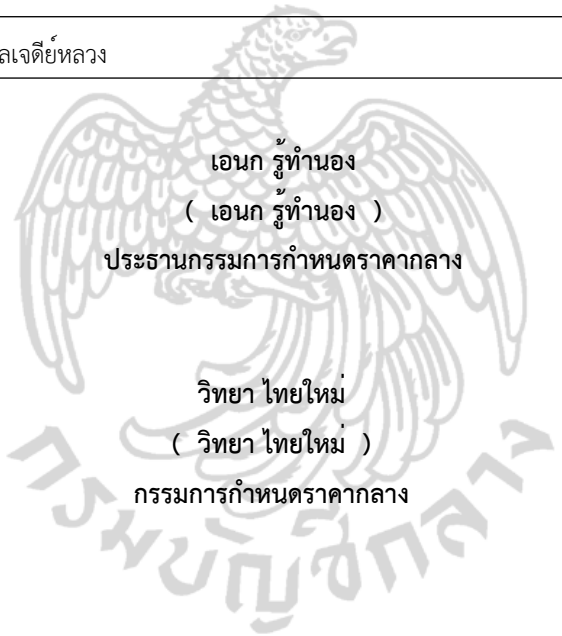 ลเจดีย์หลวง
เอนก รู้ทำนอง
( เอนก รู้ทำนอง )
ประธานกรรมการกำหนดราคากลาง
วิทยา ไทยใหม่
( วิทยา ไทยใหม่ )
กรรมการกำหนดราคากลาง
กรมบัญชีกลาง